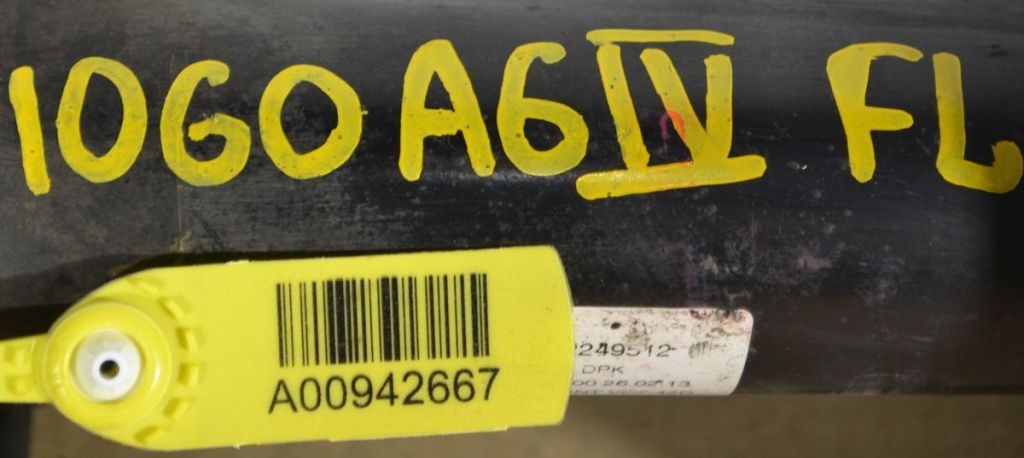 1060 A6 IV FL
A00942667
249512
DPK
00 26.02.13